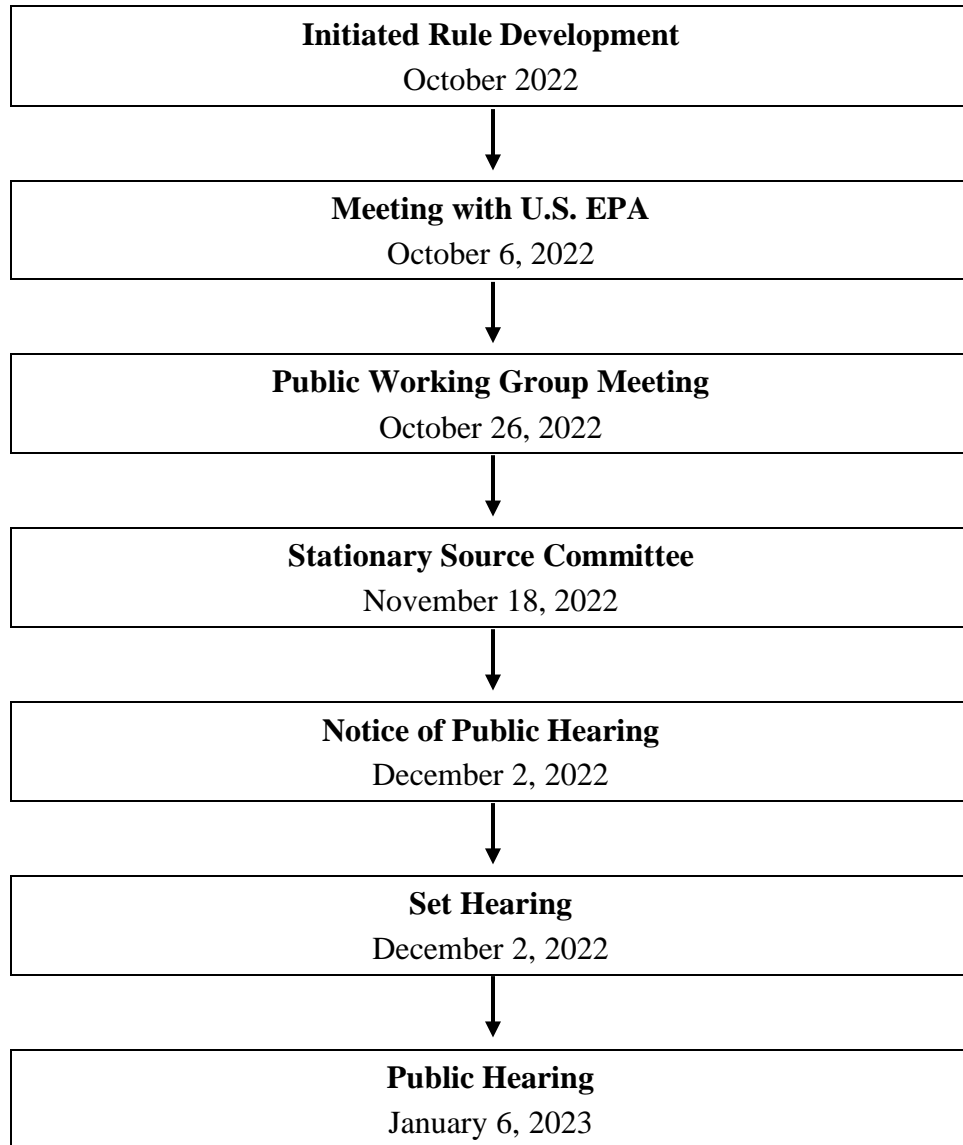 Initiated Rule Development
October 2022
Meeting with U.S. EPA
October 6, 2022
Public Working Group Meeting
October 26, 2022
Stationary Source Committee
November 18, 2022
Notice of Public Hearing
December 2, 2022
Set Hearing
December 2, 2022
Public Hearing
January 6, 2023